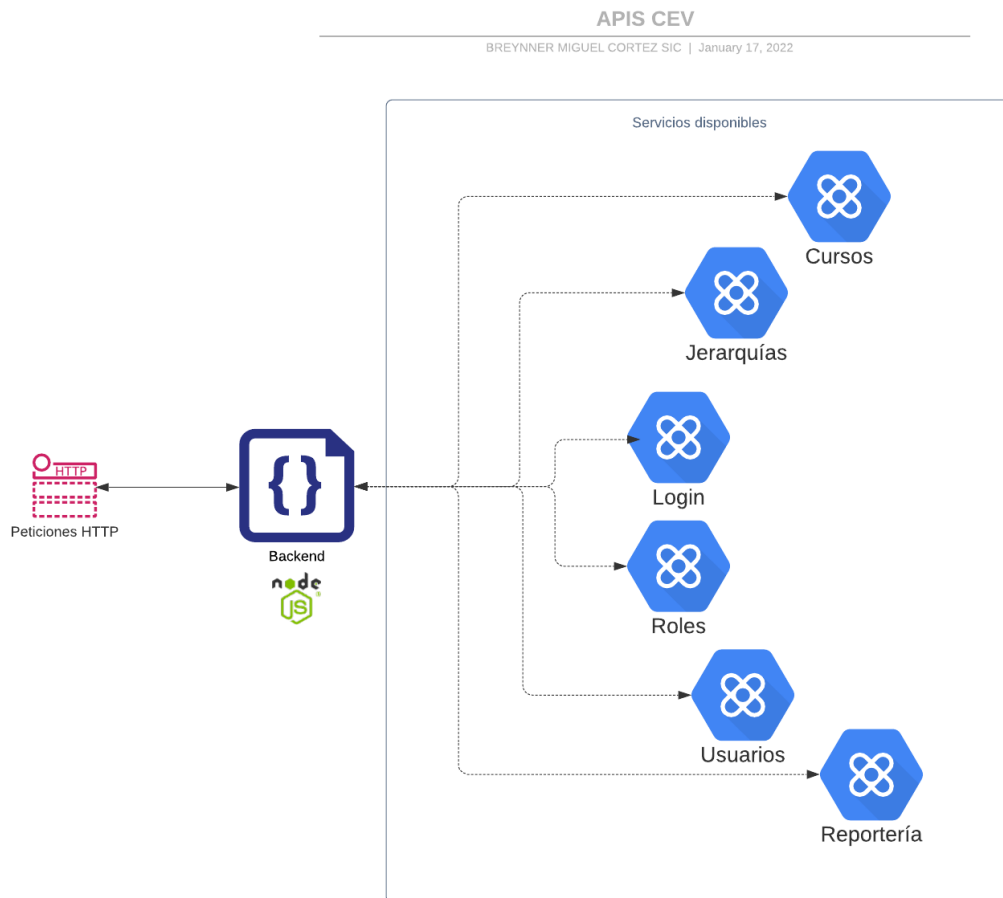 APIS CEV
BREYNNER MIGUEL CORTEZ SIC | January 17, 2022
Servicios disponibles
Cursos
Jerarquías
HTTP
Peticiones HTTP
{}
Backend
node
JS
Login
Roles
Usuarios
Reportería